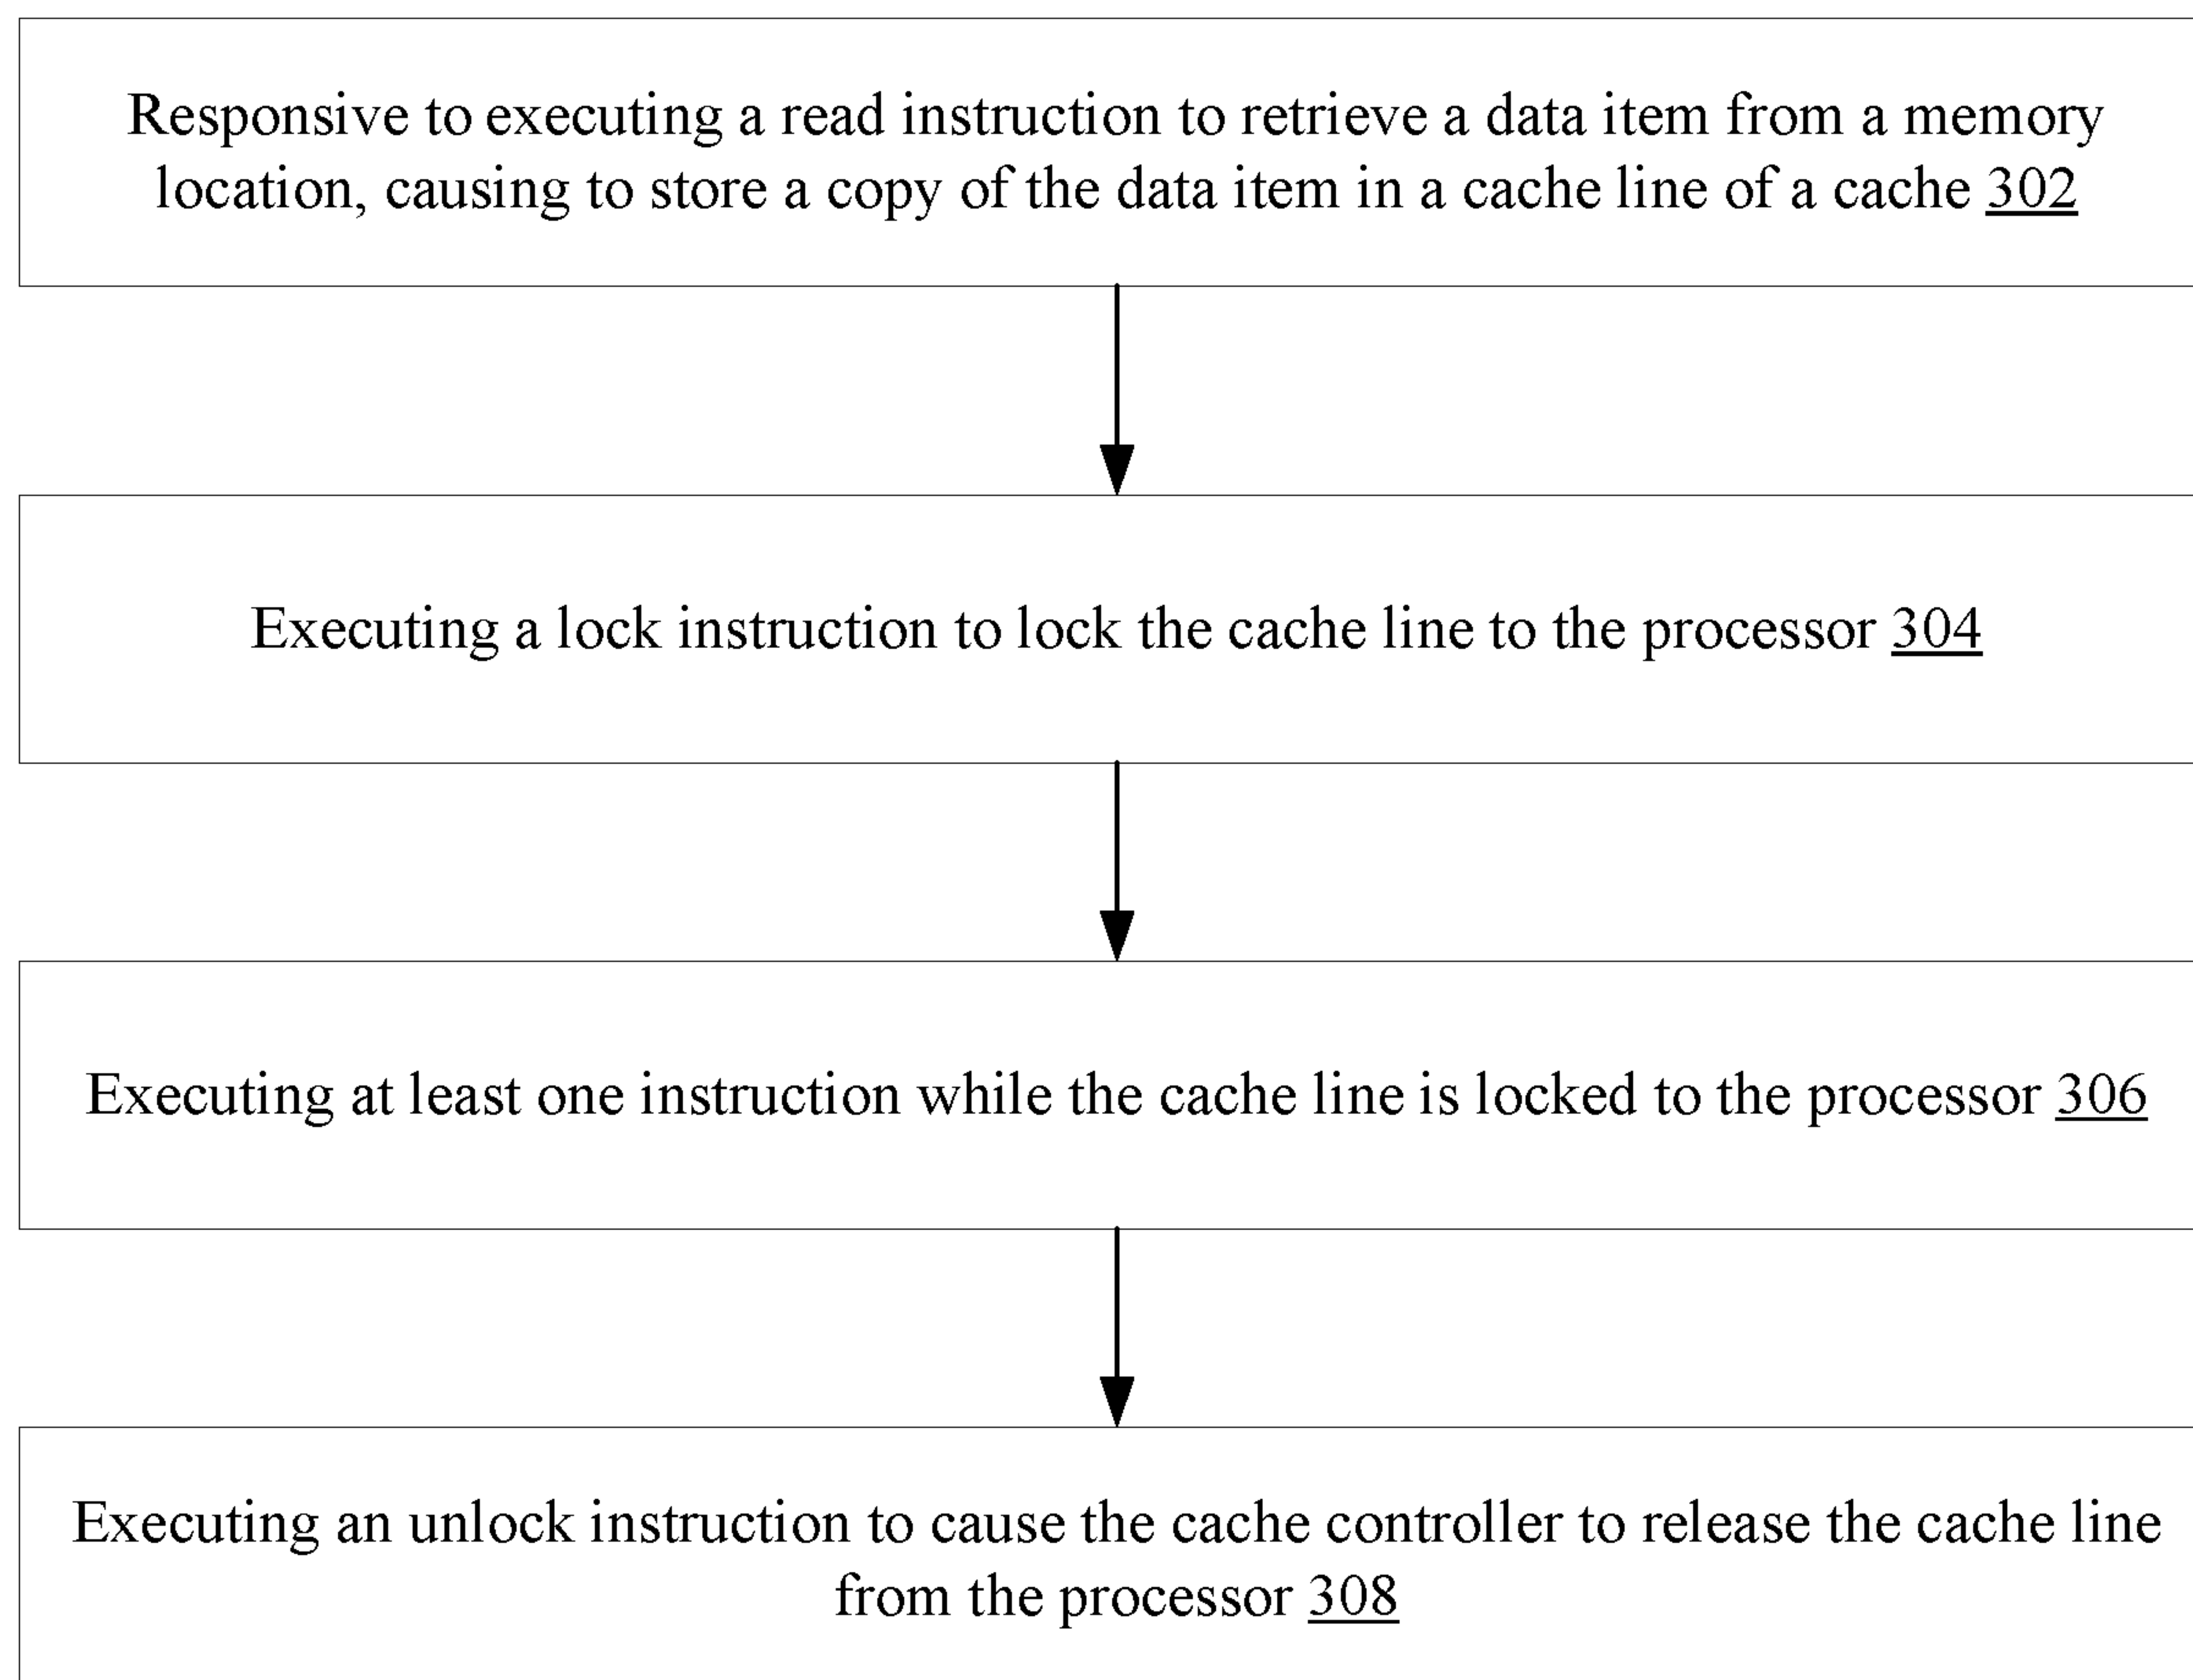 Responsive to executing a read instruction to retrieve a data item from a memory
location, causing to store a copy of the data item in a cache line of a cache 302
Executing a lock instruction to lock the cache line to the processor 304
Executing at least one instruction while the cache line is locked to the processor 306
Executing an unlock instruction to cause the cache controller to release the cache line
from the processor 308